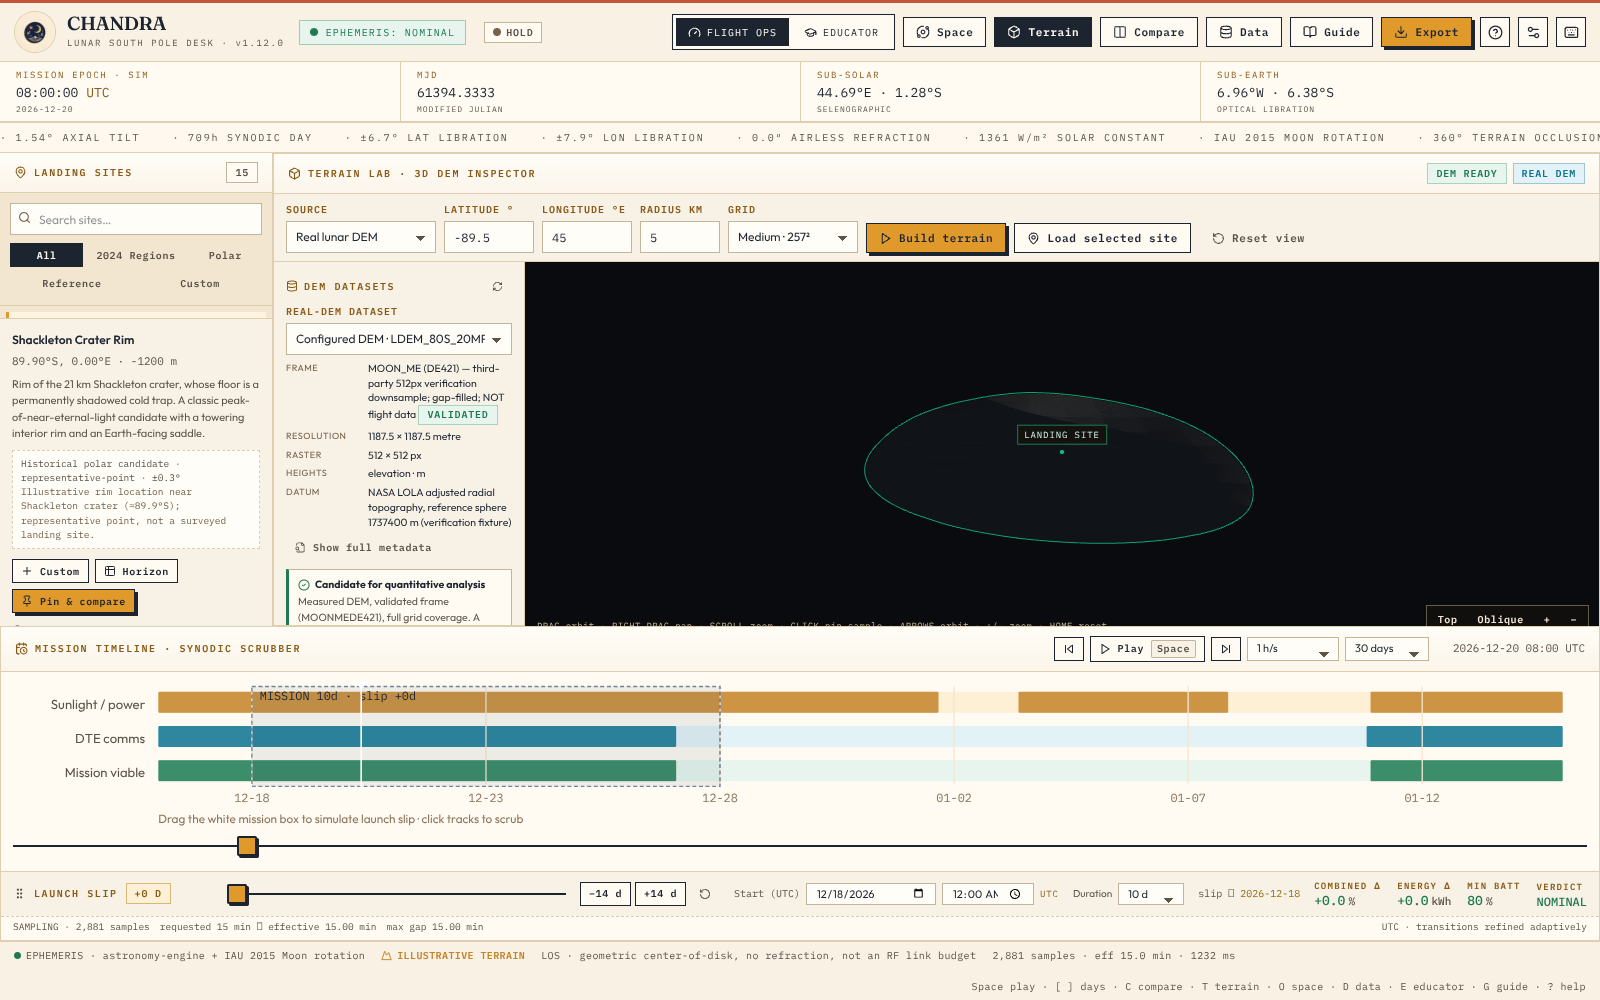 CHANDRA
LUNAR SOUTH POLE DESK · v1.12.0
EPHEMERIS: NOMINAL
HOLD
FLIGHT OPS
EDUCATOR
Space
Terrain
Compare
Data
Guide
Export
MISSION EPOCH · SIM
08:00:00 UTC
2026-12-20
MJD
61394.3333
MODIFIED JULIAN
SUB-SOLAR
44.69°E · 1.28°S
SELENOGRAPHIC
SUB-EARTH
6.96°W · 6.38°S
OPTICAL LIBRATION
· 1.54° AXIAL TILT · 709h SYNODIC DAY · ±6.7° LAT LIBRATION · ±7.9° LON LIBRATION · 0.0° AIRLESS REFRACTION · 1361 W/m² SOLAR CONSTANT · IAU 2015 MOON ROTATION · 360° TERRAIN OCCLUSION
LANDING SITES
15
Search sites...
All
2024 Regions
Polar
Reference
Custom
Shackleton Crater Rim
89.90°S, 0.00°E · -1200 m
Rim of the 21 km Shackleton crater, whose floor is a
permanently shadowed cold trap. A classic peak-
of-near-eternal-light candidate with a towering
interior rim and an Earth-facing saddle.
Historical polar candidate ·
representative-point · ±0.3°
Illustrative rim location near
Shackleton crater (≈89.9°S);
representative point, not a surveyed
landing site.
Custom
Horizon
Pin & compare
TERRAIN LAB · 3D DEM INSPECTOR
DEM READY
REAL DEM
SOURCE
Real lunar DEM
LATITUDE °
-89.5
LONGITUDE °E
45
RADIUS KM
5
GRID
Medium · 257²
Build terrain
Load selected site
Reset view
DEM DATASETS
REAL-DEM DATASET
Configured DEM · LDEM_80S_20MP
FRAME
MOON_ME (DE421) — third-
party 512px verification
downsample; gap-filled; NOT
flight data VALIDATED
RESOLUTION
1187.5 × 1187.5 metre
RASTER
512 × 512 px
HEIGHTS
elevation · m
DATUM
NASA LOLA adjusted radial
topography, reference sphere
1737400 m (verification fixture)
Show full metadata
Candidate for quantitative analysis
Measured DEM, validated frame
(MOONMEDE421), full grid coverage. A
LANDING SITE
DRAG orbit · RIGHT-DRAG pan · SCROLL zoom · CLICK pin sample · ARROWS orbit · +/- zoom · HOME reset
Top
Oblique
+
−
MISSION TIMELINE · SYNODIC SCRUBBER
Play
Space
1 h/s
30 days
2026-12-20 08:00 UTC
MISSION 10d · slip +0d
Sunlight / power
DTE comms
Mission viable
12-18
12-23
12-28
01-02
01-07
01-12
Drag the white mission box to simulate launch slip · click tracks to scrub
LAUNCH SLIP
+0 D
−14 d
+14 d
Start (UTC)
12/18/2026
12:00 AM
UTC
Duration
10 d
slip
2026-12-18
COMBINED Δ
+0.0 %
ENERGY Δ
+0.0 kWh
MIN BATT
80 %
VERDICT
NOMINAL
SAMPLING · 2,881 samples requested 15 min effective 15.00 min max gap 15.00 min
UTC · transitions refined adaptively
EPHEMERIS · astronomy-engine + IAU 2015 Moon rotation
ILLUSTRATIVE TERRAIN
LOS · geometric center-of-disk, no refraction, not an RF link budget
2,881 samples · eff 15.0 min · 1232 ms
Space play · [ ] days · C compare · T terrain · O space · D data · E educator · G guide · ? help